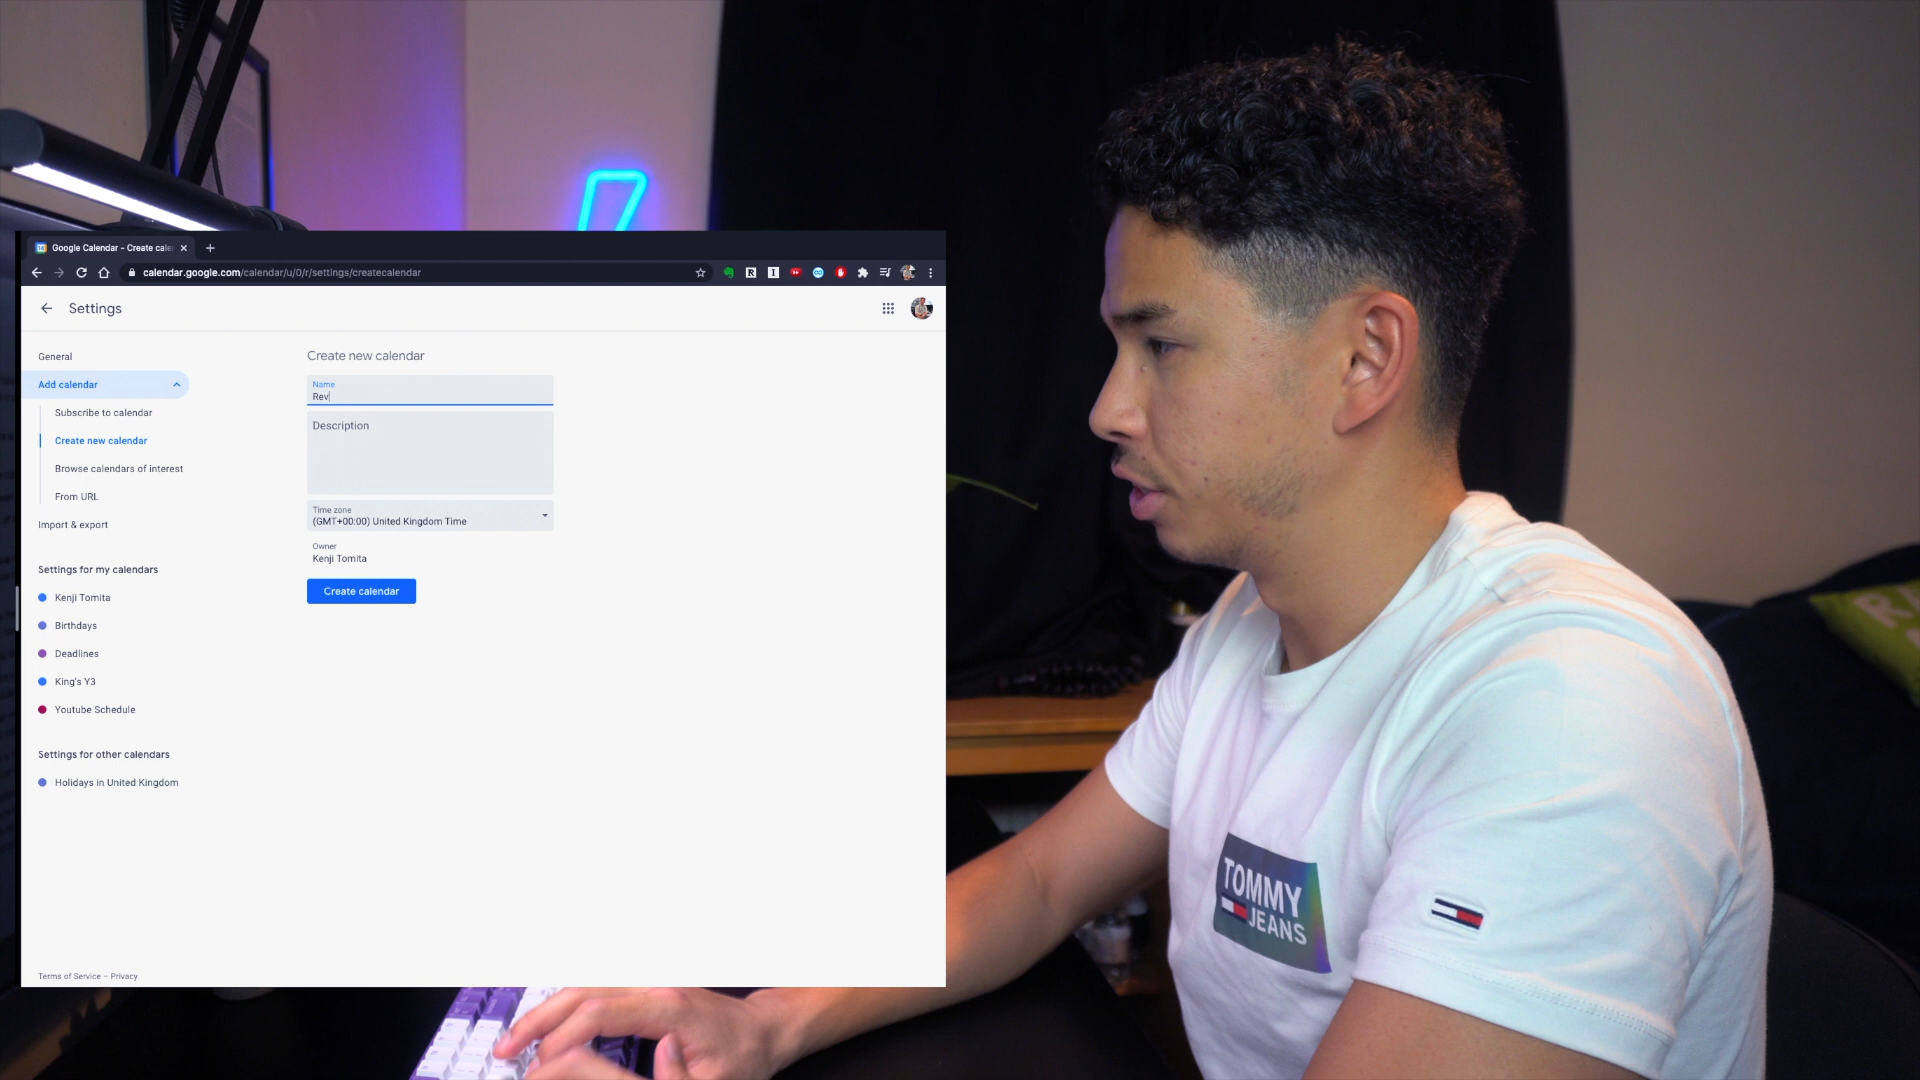 Google Calendar - Create cale
calendar.google.com/calendar/u/0/r/settings/createcalendar
Settings
General
Add calendar
Subscribe to calendar
Create new calendar
Browse calendars of interest
From URL
Import & export
Settings for my calendars
Kenji Tomita
Birthdays
Deadlines
King's Y3
Youtube Schedule
Settings for other calendars
Holidays in United Kingdom
Terms of Service – Privacy
Create new calendar
Name
Rev
Description
Time zone
(GMT+00:00) United Kingdom Time
Owner
Kenji Tomita
Create calendar
TOMMY
JEANS